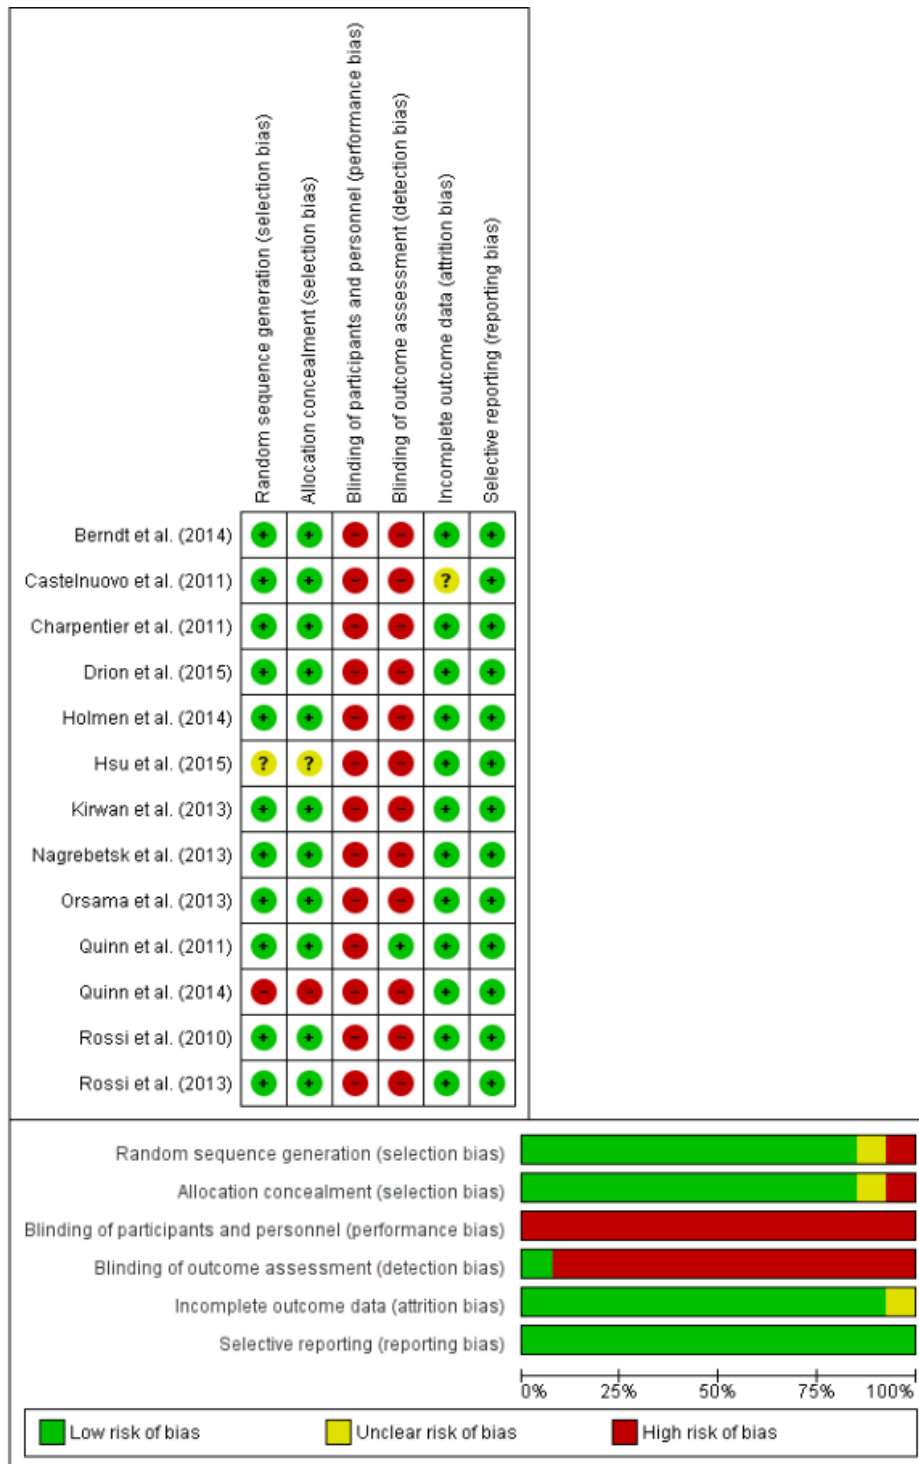 Random sequence generation (selection bias)
Allocation concealment (selection bias)
Blinding of participants and personnel (performance bias)
Blinding of outcome assessment (detection bias)
Incomplete outcome data (attrition bias)
Selective reporting (reporting bias)
Berndt et al. (2014) + + - - + +
Castelnuovo et al. (2011) + + - - ? +
Charpentier et al. (2011) + + - - + +
Drion et al. (2015) + + - - + +
Holmen et al. (2014) + + - - + +
Hsu et al. (2015) ? ? - - + +
Kirwan et al. (2013) + + - - + +
Nagrebetsk et al. (2013) + + - - + +
Orsama et al. (2013) + + - - + +
Quinn et al. (2011) + + - + + +
Quinn et al. (2014) - - - - + +
Rossi et al. (2010) + + - - + +
Rossi et al. (2013) + + - - + +
Random sequence generation (selection bias)
Allocation concealment (selection bias)
Blinding of participants and personnel (performance bias)
Blinding of outcome assessment (detection bias)
Incomplete outcome data (attrition bias)
Selective reporting (reporting bias)
0% 25% 50% 75% 100%
Low risk of bias Unclear risk of bias High risk of bias